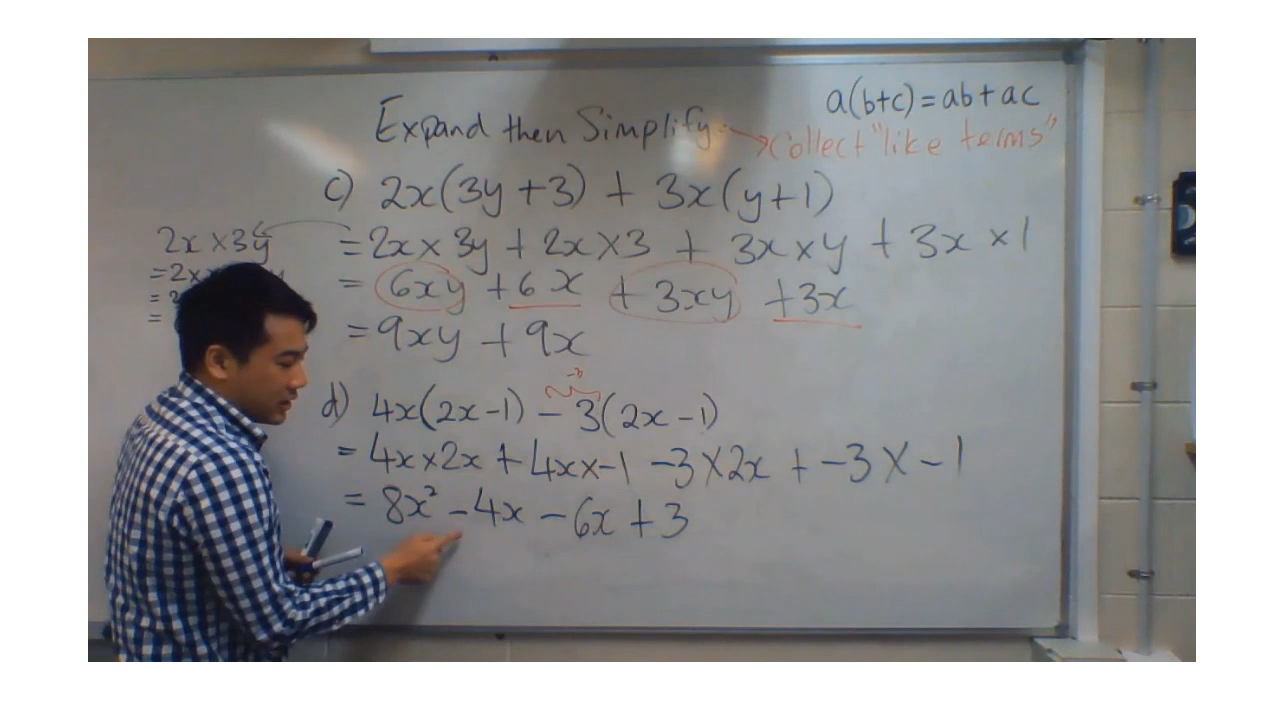 a(b+c) = ab + ac
Expand then Simplify. → Collect "like terms"
c) 2x(3y+3) + 3x(y+1)
2x × 3y
= 2x × 3y + 2x × 3 + 3x × y + 3x × 1
= 6xy + 6x + 3xy + 3x
= 9xy + 9x
-3
d) 4x(2x-1) - 3(2x-1)
= 4x × 2x + 4x × -1 - 3 × 2x + -3 × -1
= 8x² - 4x - 6x + 3